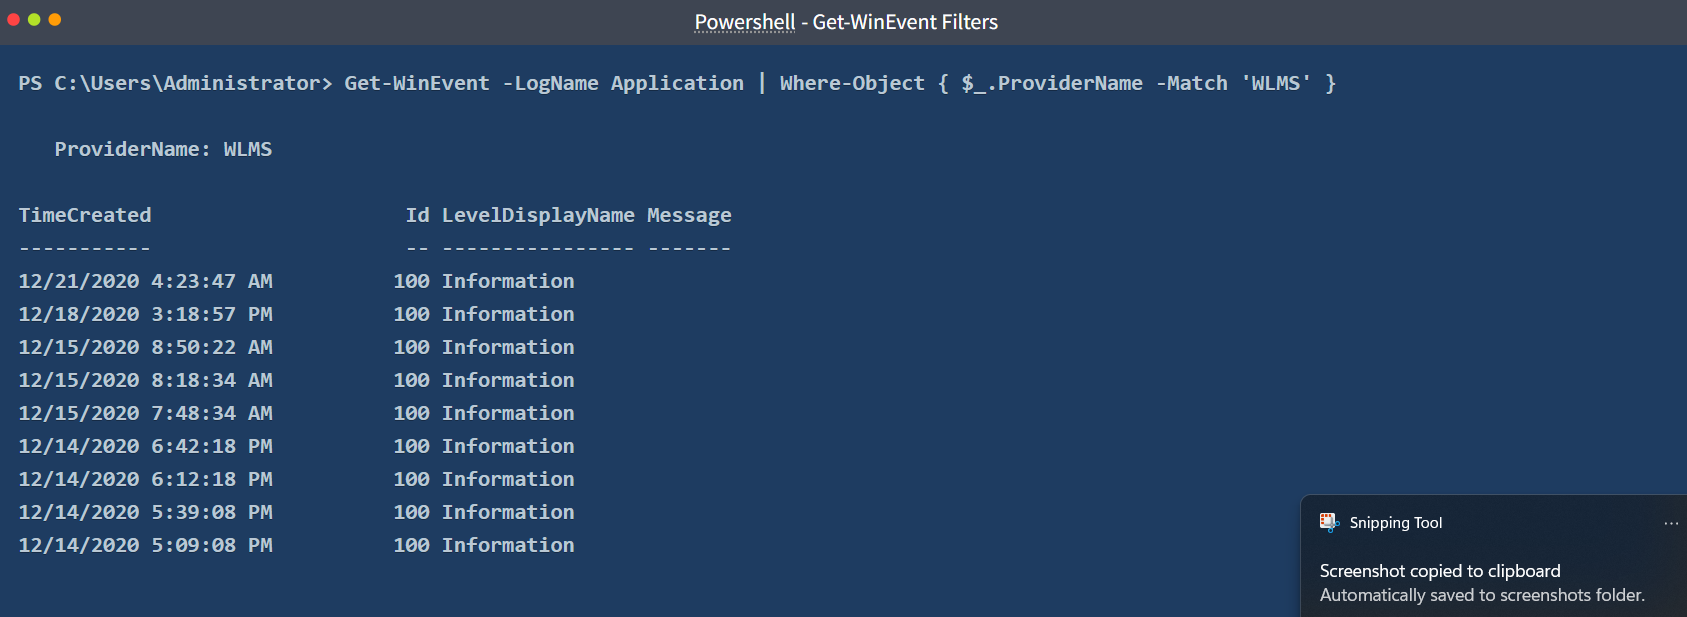 Powershell - Get-WinEvent Filters
PS C:\Users\Administrator> Get-WinEvent -LogName Application | Where-Object { $_.ProviderName -Match 'WLMS' }
ProviderName: WLMS
TimeCreated Id LevelDisplayName Message
----------- -- ---------------- -------
12/21/2020 4:23:47 AM 100 Information
12/18/2020 3:18:57 PM 100 Information
12/15/2020 8:50:22 AM 100 Information
12/15/2020 8:18:34 AM 100 Information
12/15/2020 7:48:34 AM 100 Information
12/14/2020 6:42:18 PM 100 Information
12/14/2020 6:12:18 PM 100 Information
12/14/2020 5:39:08 PM 100 Information
12/14/2020 5:09:08 PM 100 Information
Snipping Tool
Screenshot copied to clipboard
Automatically saved to screenshots folder.